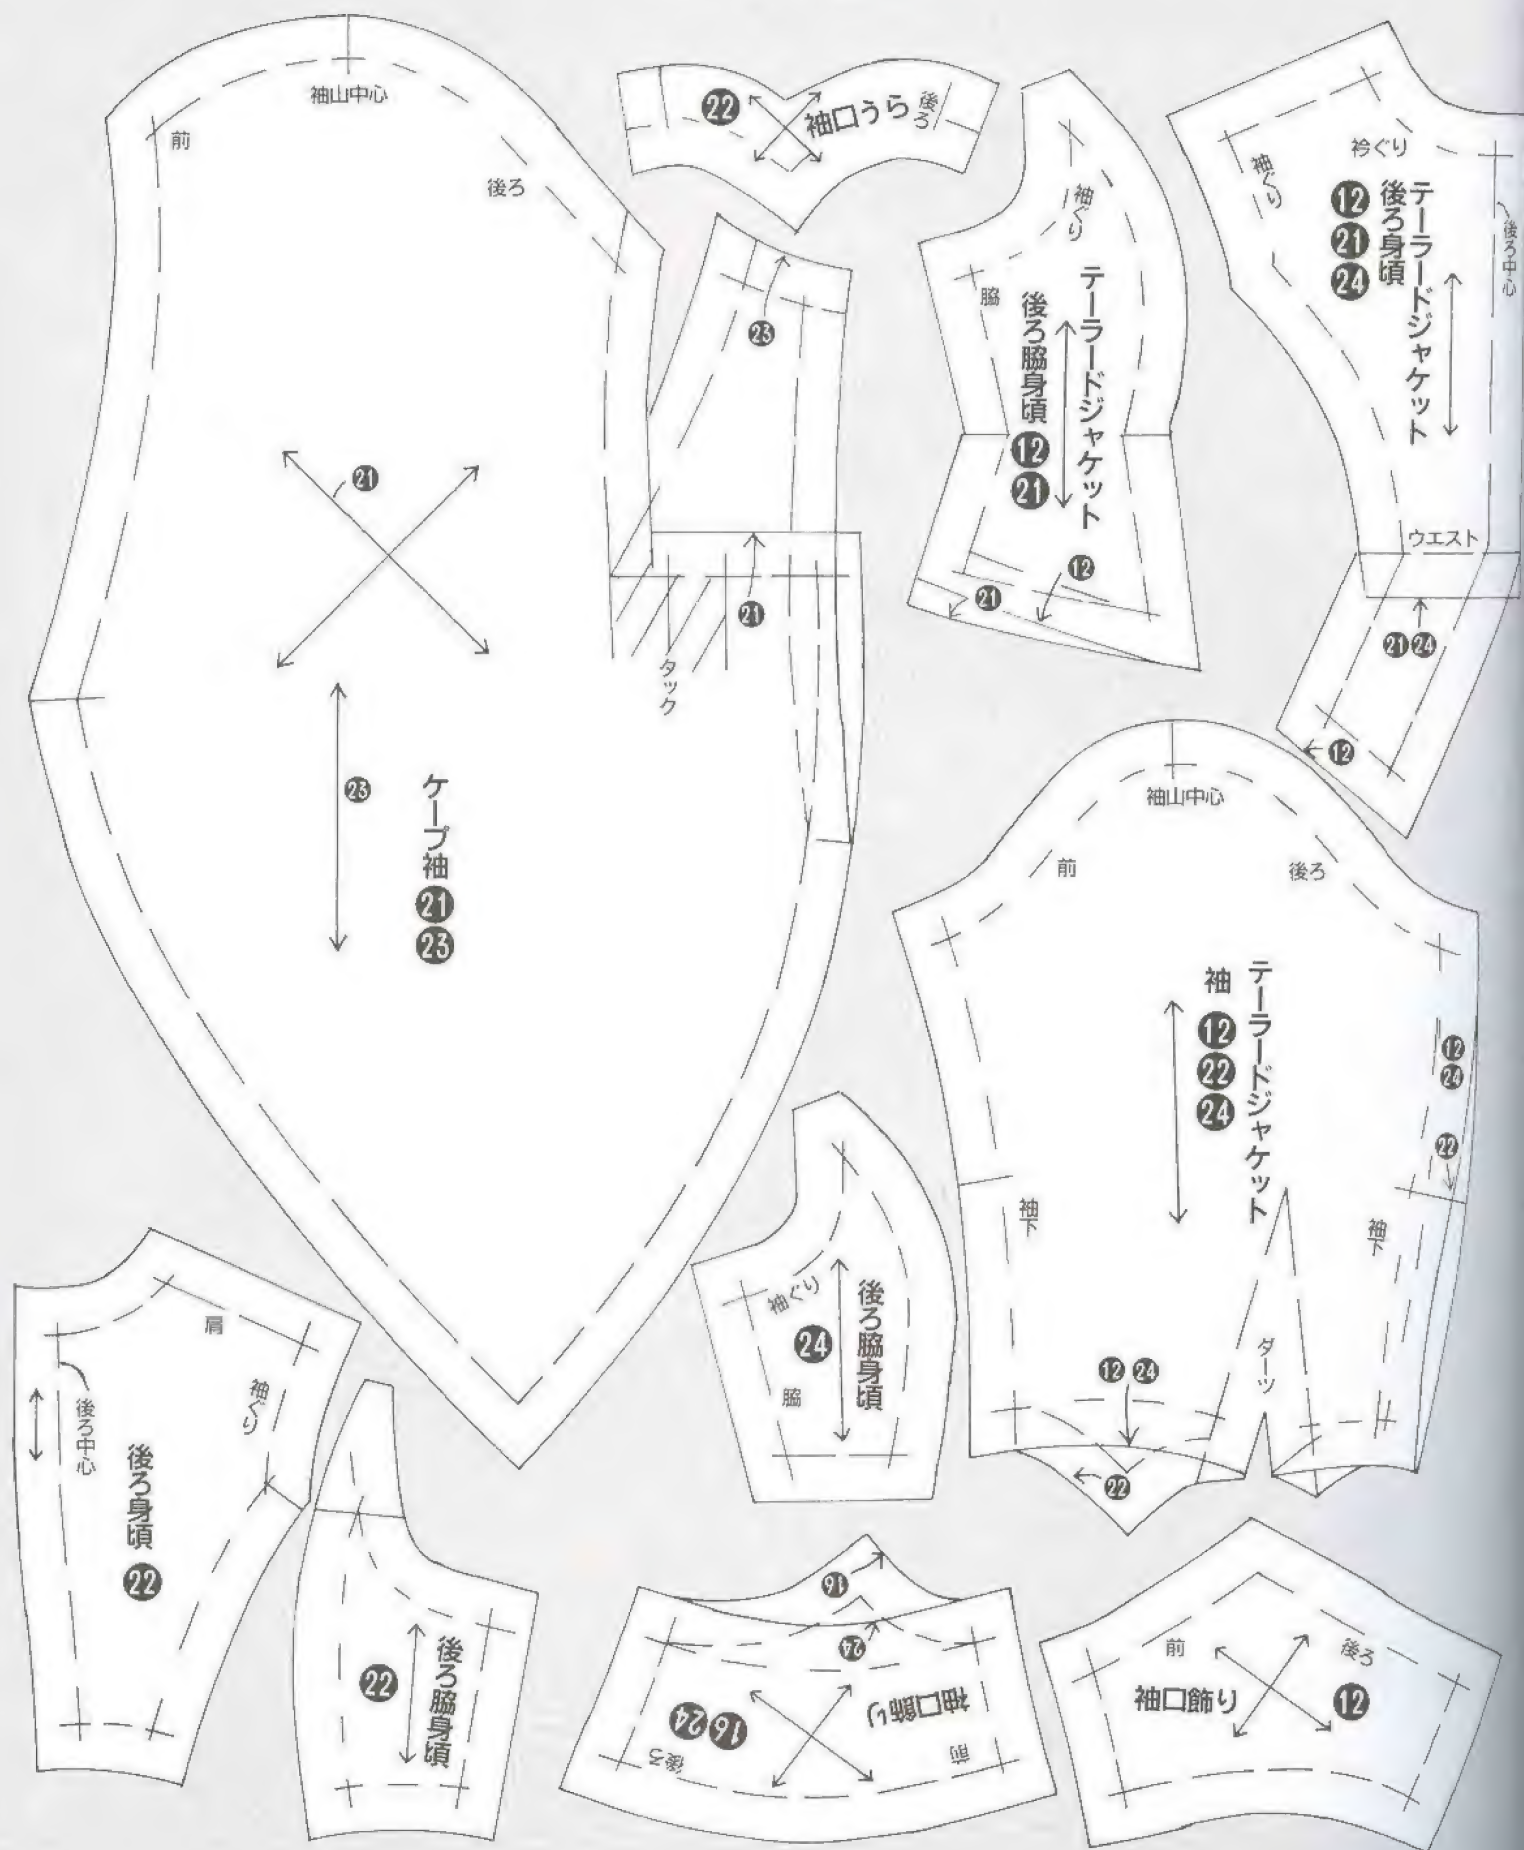 袖山中心
前
後ろ
21
23
ケープ袖
21
23
タック
23
21
22
袖口うら
後ろ
袖ぐり
脇
テーラードジャケット
後ろ脇身頃
12
21
21
12
袖ぐり
衿ぐり
後ろ中心
テーラードジャケット
後ろ身頃
12
21
24
ウエスト
21 24
12
袖山中心
前
後ろ
テーラードジャケット
袖
12
22
24
12
24
22
袖下
袖下
ダーツ
12 24
22
袖ぐり
後ろ脇身頃
24
脇
肩
袖ぐり
後ろ中心
後ろ身頃
22
後ろ脇身頃
22
16
24
袖口飾り
16
24
前
後ろ
前
後ろ
袖口飾り
12